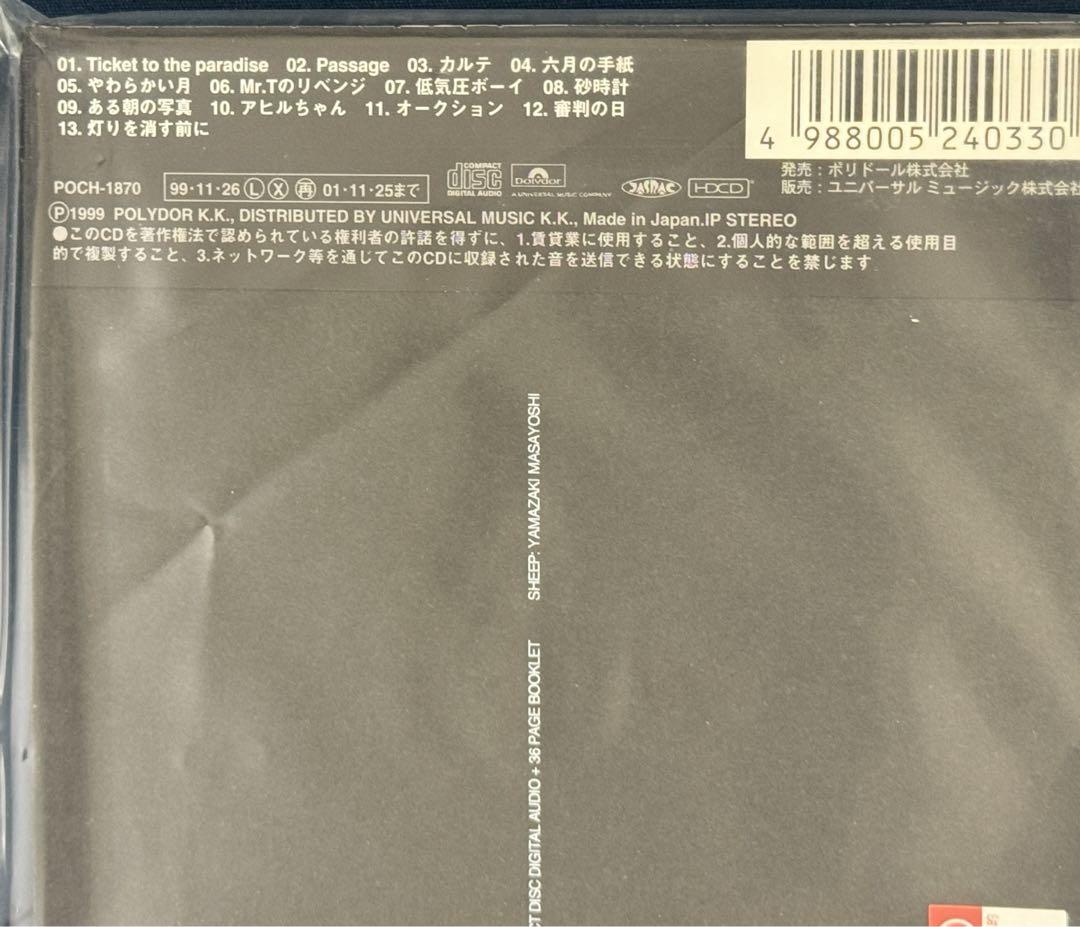 01. Ticket to the paradise 02. Passage 03. カルテ 04. 六月の手紙
05. やわらかい月 06. Mr.Tのリベンジ 07. 低気圧ボーイ 08. 砂時計
09. ある朝の写真 10. アヒルちゃん 11. オークション 12. 審判の日
13. 灯りを消す前に
4 988005 240330
発売：ポリドール株式会社
販売：ユニバーサル ミュージック株式会社
POCH-1870 99・11・26 Ⓛ Ⓧ ㊢ 01・11・25まで
COMPACT disc DIGITAL AUDIO
Polydor
A UNIVERSAL MUSIC COMPANY
JASRAC
HDCD
Ⓟ1999 POLYDOR K.K., DISTRIBUTED BY UNIVERSAL MUSIC K.K., Made in Japan.IP STEREO
●このCDを著作権法で認められている権利者の許諾を得ずに、1.賃貸業に使用すること、2.個人的な範囲を超える使用目
的で複製すること、3.ネットワーク等を通じてこのCDに収録された音を送信できる状態にすることを禁じます
SHEEP: YAMAZAKI MASAYOSHI
CT DISC DIGITAL AUDIO + 36 PAGE BOOKLET